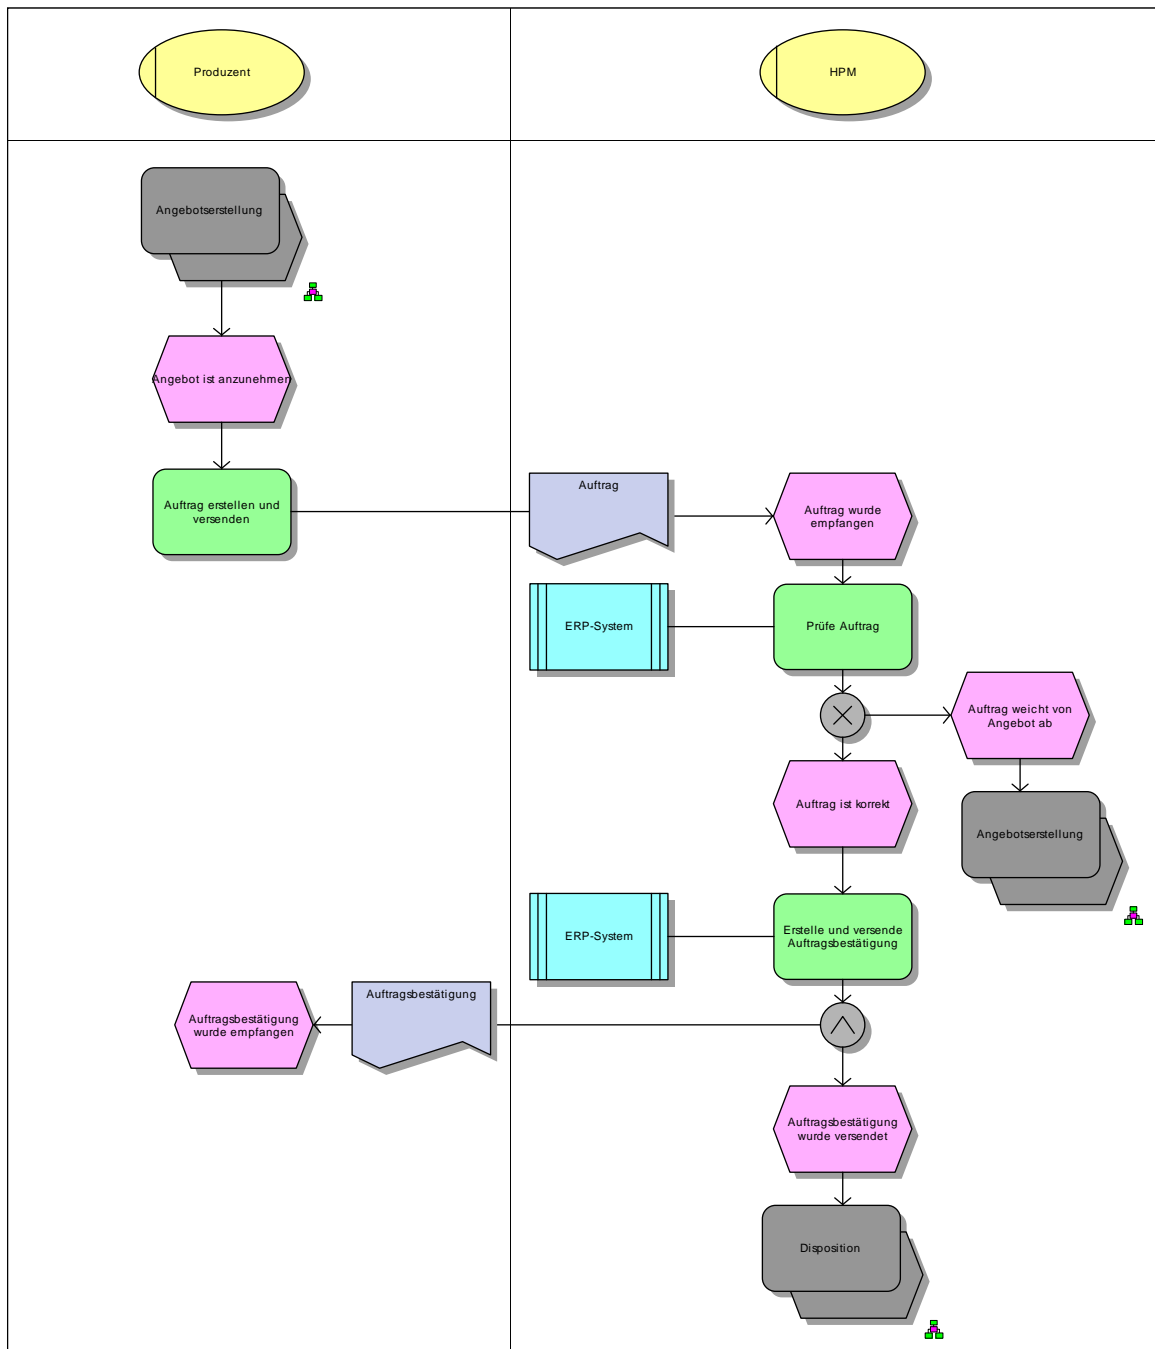 Produzent
HPM
Angebotserstellung
Angebot ist anzunehmen
Auftrag erstellen und
versenden
Auftrag
Auftrag wurde
empfangen
ERP-System
Prüfe Auftrag
Auftrag weicht von
Angebot ab
Auftrag ist korrekt
Angebotserstellung
ERP-System
Erstelle und versende
Auftragsbestätigung
Auftragsbestätigung
wurde empfangen
Auftragsbestätigung
Auftragsbestätigung
wurde versendet
Disposition